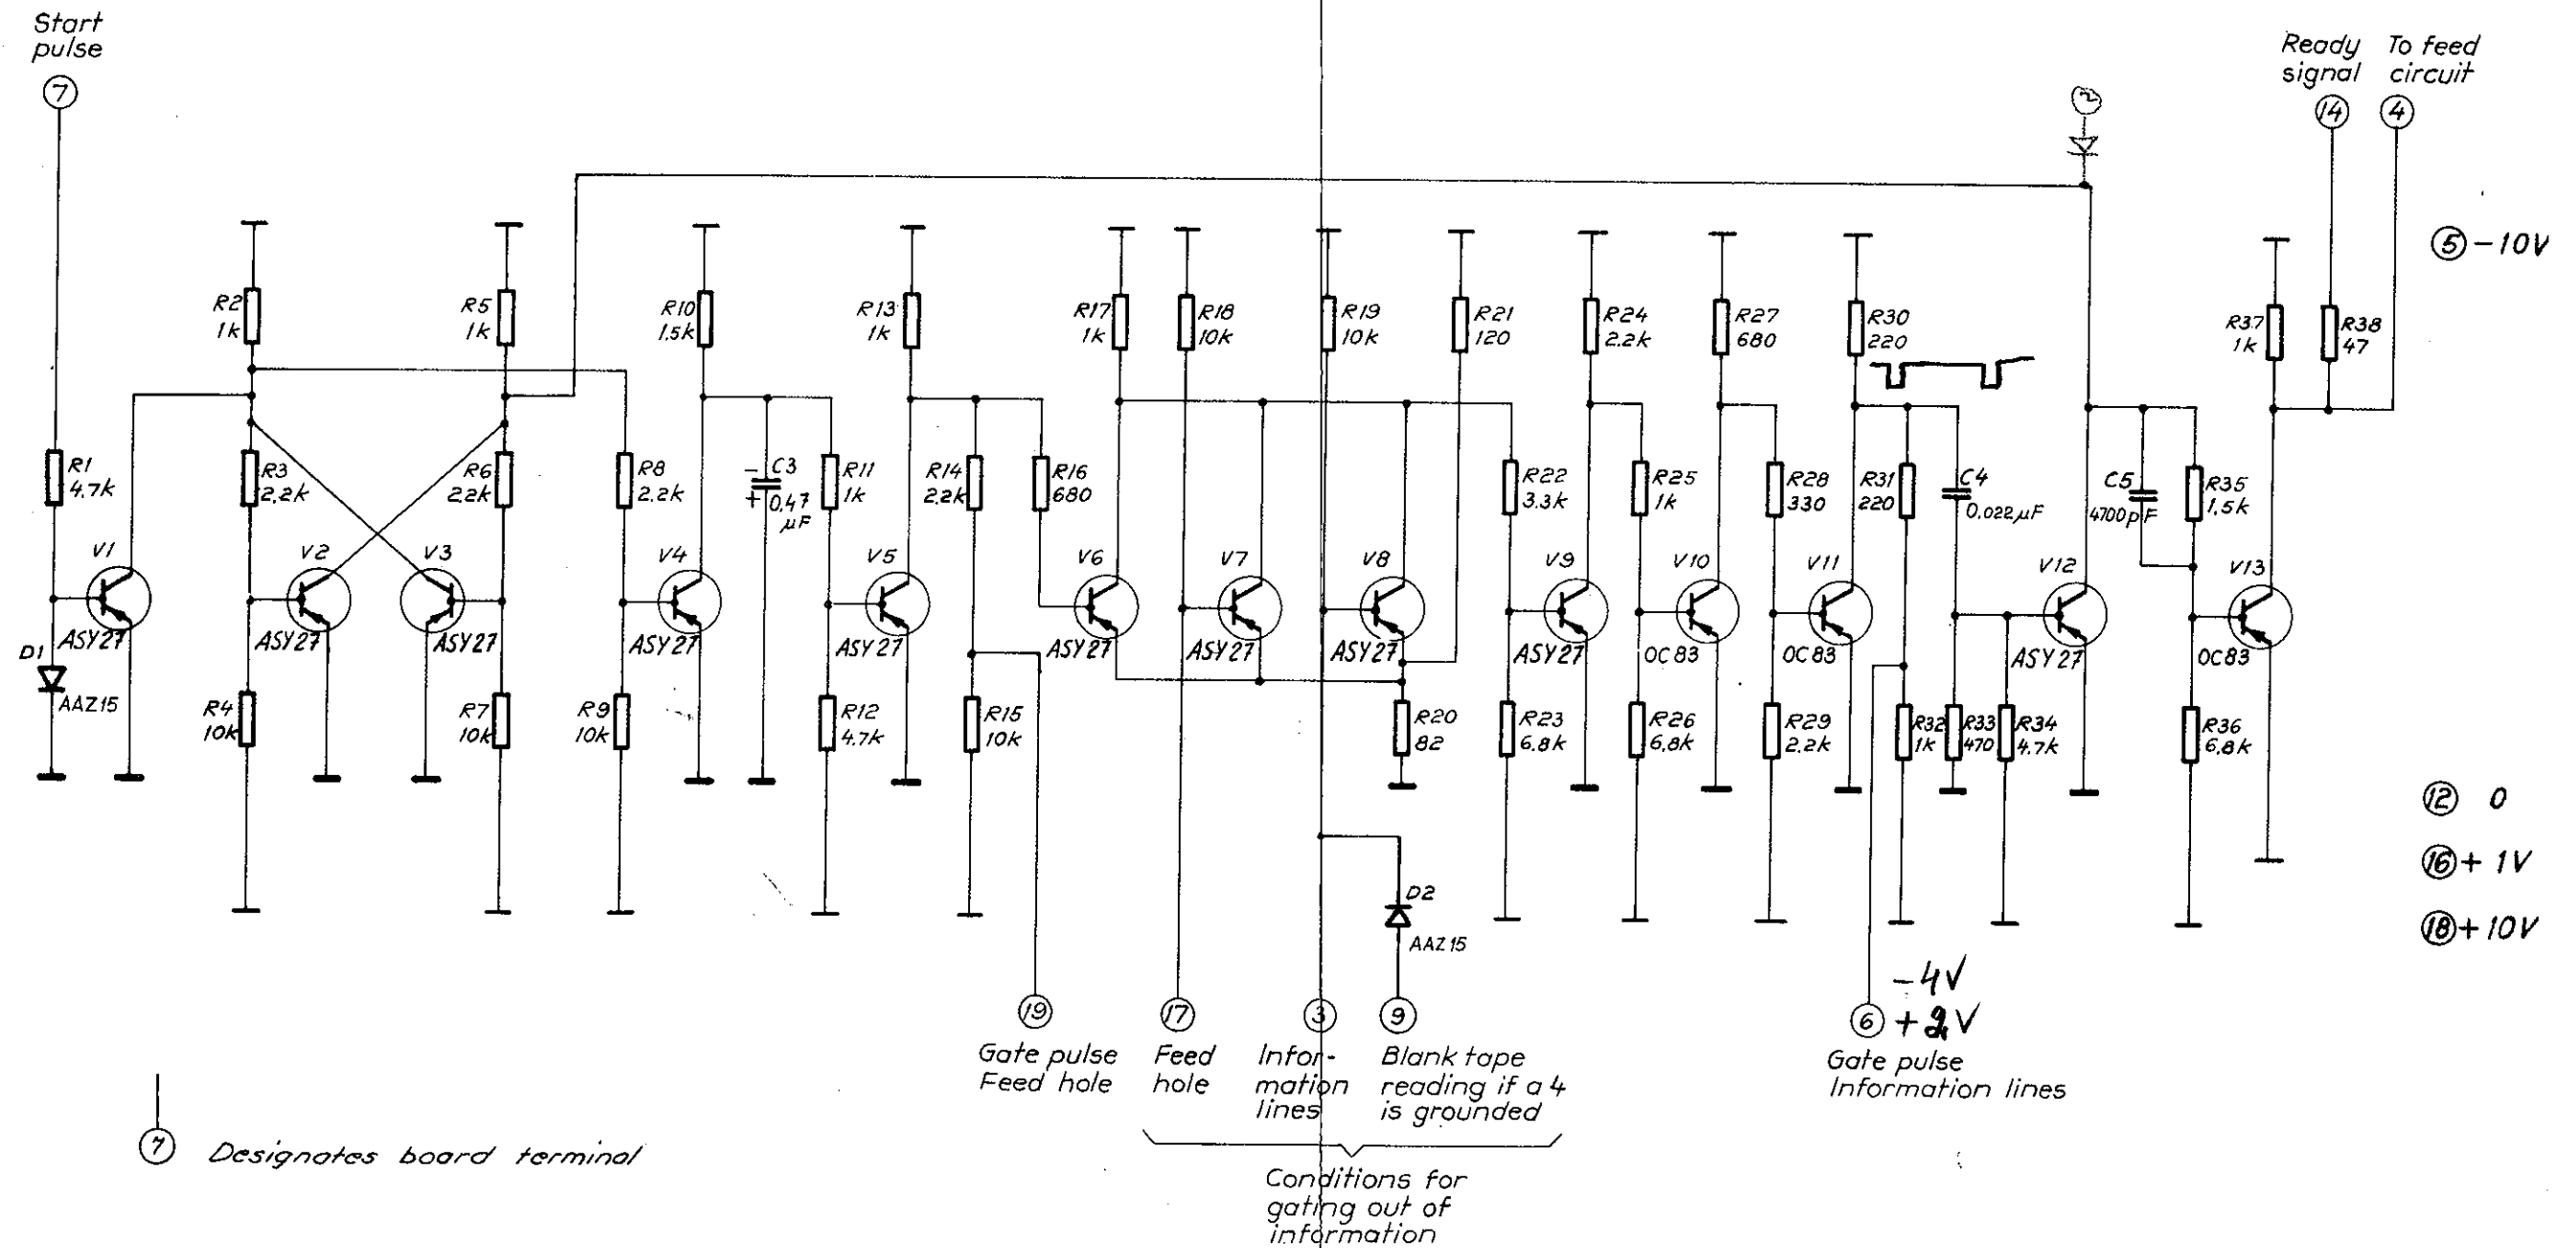 Start
pulse
7
Ready
signal
To feed
circuit
14
4
5 -10V
R2
1k
R5
1k
R10
1.5k
R13
1k
R17
1k
R18
10k
R19
10k
R21
120
R24
2.2k
R27
680
R30
220
R37
1k
R38
47
R1
4.7k
R3
2.2k
R6
2.2k
R8
2.2k
- C3
+ 0.47
µF
R11
1k
R14
2.2k
R16
680
R22
3.3k
R25
1k
R28
330
R31
220
C4
0.022µF
C5
4700pF
R35
1.5k
V1
ASY27
V2
ASY27
V3
ASY27
V4
ASY27
V5
ASY27
V6
ASY27
V7
ASY27
V8
ASY27
V9
ASY27
V10
OC83
V11
OC83
V12
ASY27
V13
OC83
D1
AAZ15
R4
10k
R7
10k
R9
10k
R12
4.7k
R15
10k
R20
82
R23
6.8k
R26
6.8k
R29
2.2k
R32
1k
R33
470
R34
4.7k
R36
6.8k
12 0
16 + 1V
18 +10V
D2
AAZ15
19
Gate pulse
Feed hole
17
Feed
hole
3
Infor-
mation
lines
9
Blank tape
reading if a 4
is grounded
-4V
6 +2V
Gate pulse
Information lines
Conditions for
gating out of
information
7 Designates board terminal